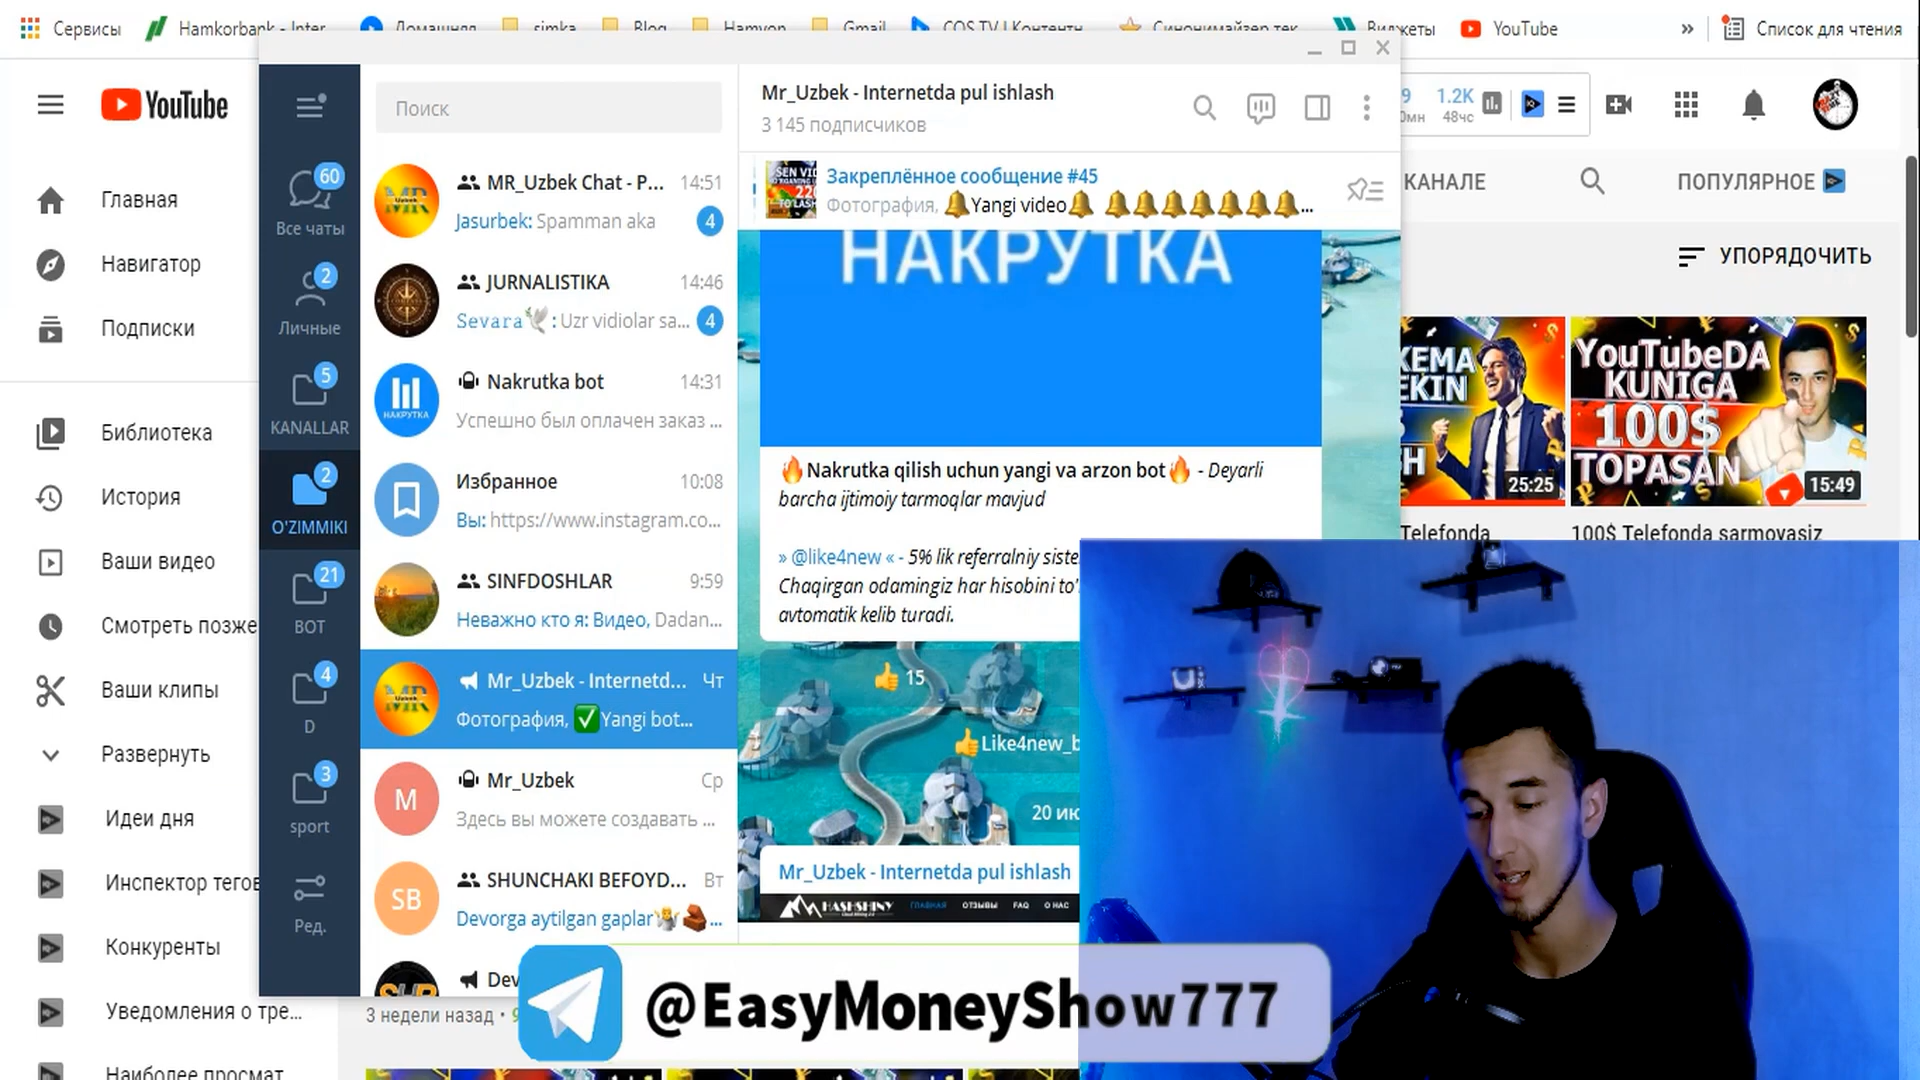 Сервисы
Hamkorbank - Inter
Домашняя
simka
Blog
Hamyon
Gmail
COS.TV | Контентн
Синонимайзер тек
Виджеты
YouTube
»
Список для чтения
YouTube
Главная
Навигатор
Подписки
Библиотека
История
Ваши видео
Смотреть позже
Ваши клипы
Развернуть
Идеи дня
Инспектор тегов
Конкуренты
Уведомления о тре...
Наиболее просмат
60
Все чаты
2
Личные
5
KANALLAR
2
O'ZIMMIKI
21
BOT
4
D
3
sport
Ред.
Поиск
MR_Uzbek Chat - P... 14:51
Jasurbek: Spamman aka 4
JURNALISTIKA 14:46
Sevara🕊: Uzr vidiolar sa... 4
Nakrutka bot 14:31
Успешно был оплачен заказ ...
НАКРУТКА
Избранное 10:08
Вы: https://www.instagram.co...
SINFDOSHLAR 9:59
Неважно кто я: Видео, Dadan...
Mr_Uzbek - Internetd... Чт
Фотография, ✅Yangi bot...
M
Mr_Uzbek Ср
Здесь вы можете создавать ...
SB
SHUNCHAKI BEFOYD... Вт
Devorga aytilgan gaplar ...
Dev
Mr_Uzbek - Internetda pul ishlash
3 145 подписчиков
Закреплённое сообщение #45
Фотография, 🔔Yangi video🔔 🔔🔔🔔🔔🔔🔔🔔...
НАКРУТКА
🔥Nakrutka qilish uchun yangi va arzon bot🔥 - Deyarli
barcha ijtimoiy tarmoqlar mavjud
» @like4new « - 5% lik referralniy siste
Chaqirgan odamingiz har hisobini to'
avtomatik kelib turadi.
👍 15
👍Like4new_b
20 ию
Mr_Uzbek - Internetda pul ishlash
HASHSHINY
ГЛАВНАЯ ОТЗЫВЫ FAQ О НАС
9
1.2K
48чс
КАНАЛЕ
ПОПУЛЯРНОЕ
УПОРЯДОЧИТЬ
25:25
YouTubeDA
KUNIGA
100$
TOPASAN
15:49
Telefonda
100$ Telefonda sarmoyasiz
3 недели назад •
@EasyMoneyShow777